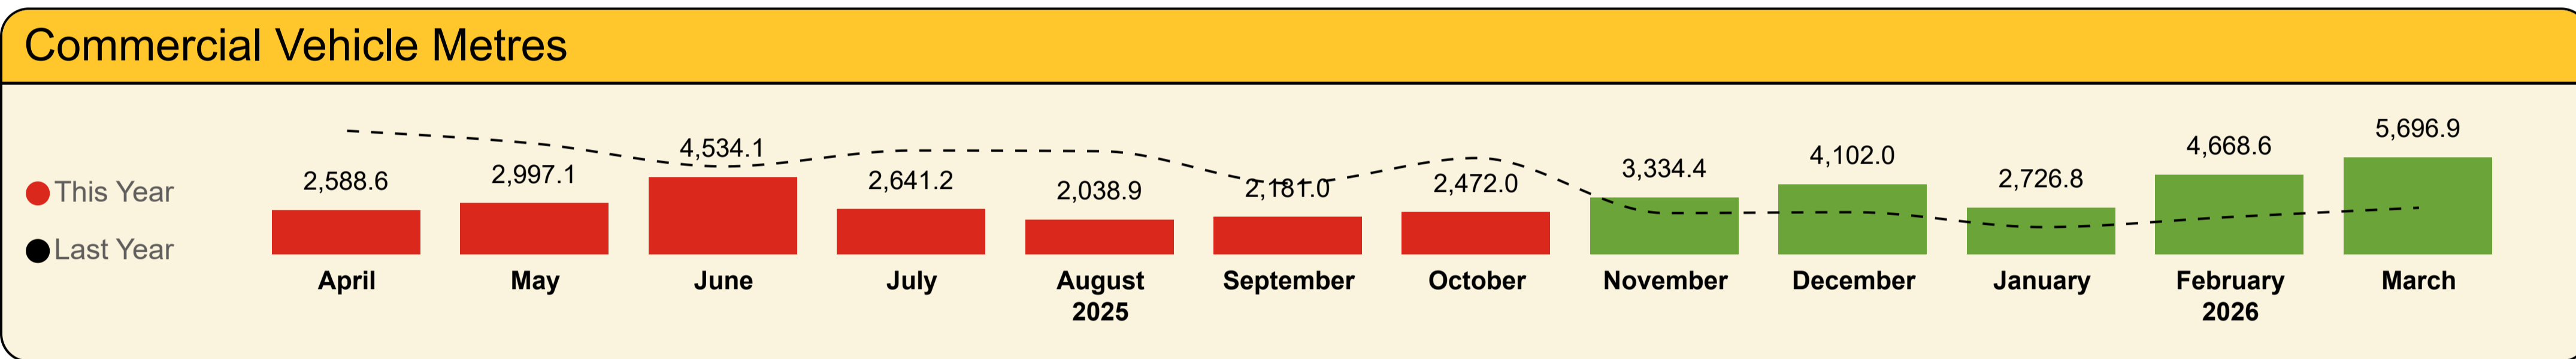 Commercial Vehicle Metres
This Year
Last Year
2,588.6
2,997.1
4,534.1
2,641.2
2,038.9
2,181.0
2,472.0
3,334.4
4,102.0
2,726.8
4,668.6
5,696.9
April
May
June
July
August
September
October
November
December
January
February
March
2025
2026